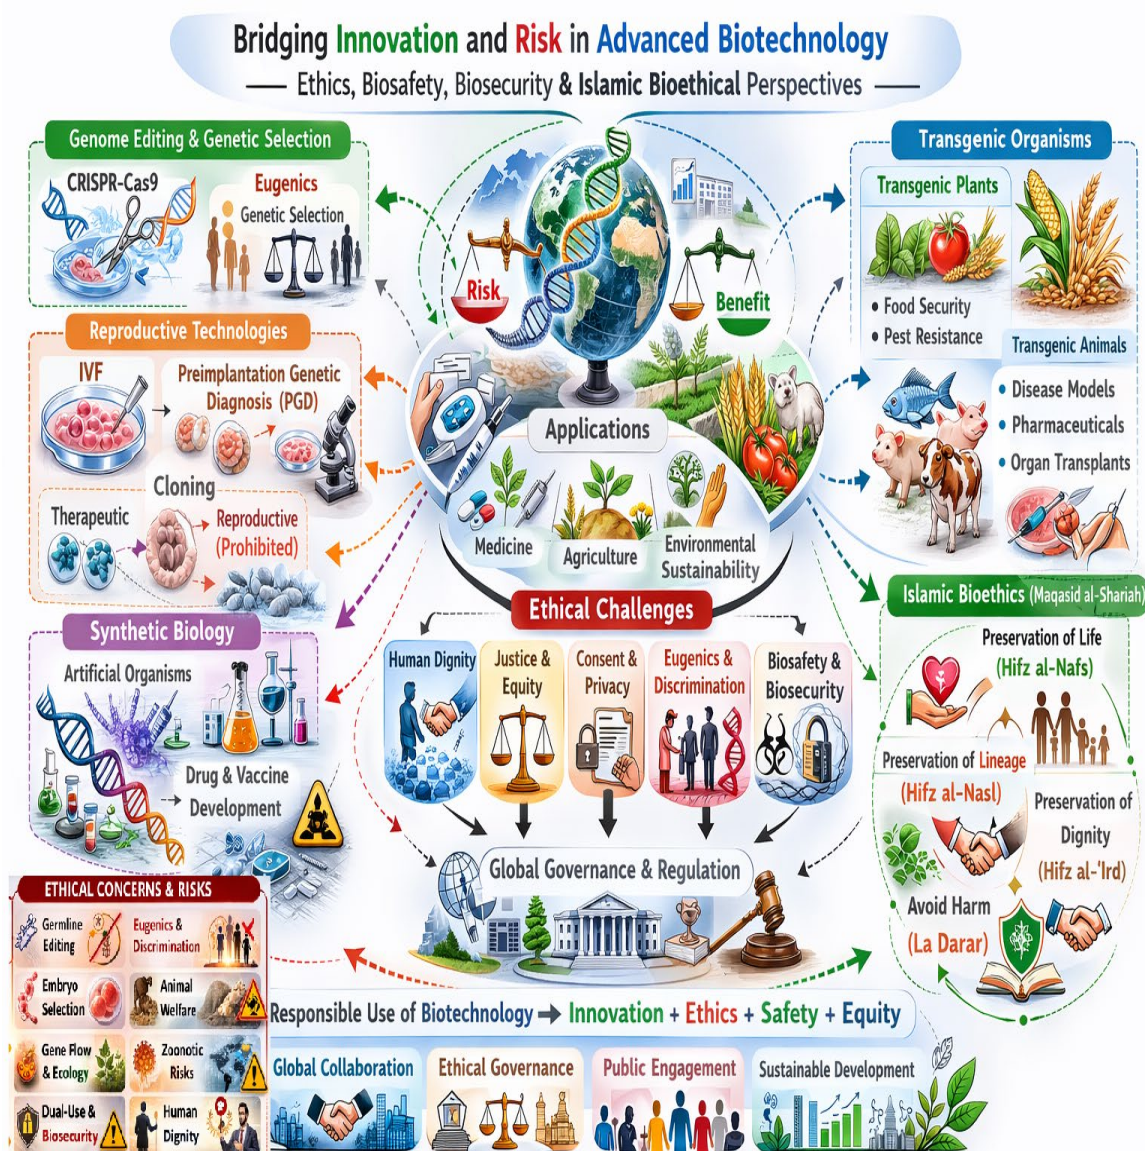 Bridging Innovation and Risk in Advanced Biotechnology
Ethics, Biosafety, Biosecurity & Islamic Bioethical Perspectives
Genome Editing & Genetic Selection
CRISPR-Cas9
Eugenics
Genetic Selection
Reproductive Technologies
IVF
Preimplantation Genetic
Diagnosis (PGD)
Cloning
Therapeutic
Reproductive
(Prohibited)
Synthetic Biology
Artificial Organisms
Drug & Vaccine
Development
ETHICAL CONCERNS & RISKS
Germline
Editing
Eugenics &
Discrimination
Embryo
Selection
Animal
Welfare
Gene Flow
& Ecology
Zoonotic
Risks
Dual-Use &
Biosecurity
Human
Dignity
Risk
Benefit
Applications
Medicine
Agriculture
Environmental
Sustainability
Ethical Challenges
Human Dignity
Justice &
Equity
Consent &
Privacy
Eugenics &
Discrimination
Biosafety &
Biosecurity
Global Governance & Regulation
Responsible Use of Biotechnology → Innovation + Ethics + Safety + Equity
Global Collaboration
Ethical Governance
Public Engagement
Sustainable Development
Transgenic Organisms
Transgenic Plants
• Food Security
• Pest Resistance
Transgenic Animals
• Disease Models
• Pharmaceuticals
• Organ Transplants
Islamic Bioethics (Maqasid al-Shariah)
Preservation of Life
(Hifz al-Nafs)
Preservation of Lineage
(Hifz al-Nasl)
Preservation of
Dignity
(Hifz al-'Ird)
Avoid Harm
(La Darar)